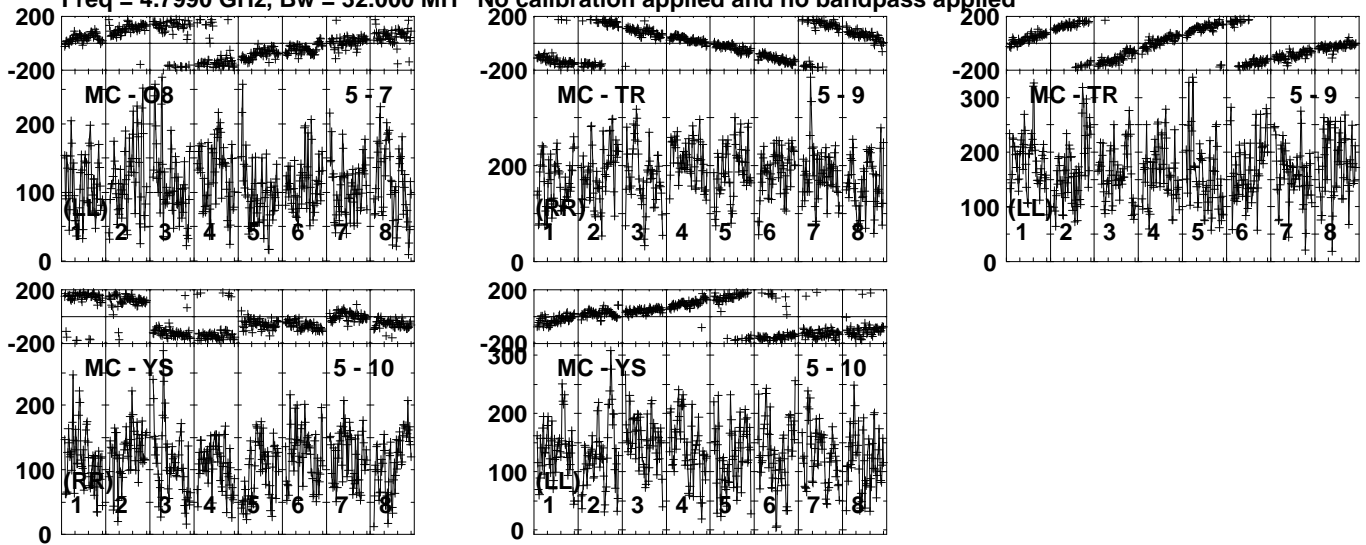 Freq = 4.7990 GHz, Bw = 32.000 MH No calibration applied and no bandpass applied
200 200 200
-200 -200 -200
MC - O8 5 - 7 MC - TR 5 - 9 MC - TR 5 - 9
200 200 300
100 200
(LL) (RR) 100 (LL)
1 2 3 4 5 6 7 8 1 2 3 4 5 6 7 8 1 2 3 4 5 6 7 8
0 0 0
200 200
-200 -200
300
MC - YS 5 - 10 MC - YS 5 - 10
200 200
100 100
(RR) (LL)
1 2 3 4 5 6 7 8 1 2 3 4 5 6 7 8
0 0